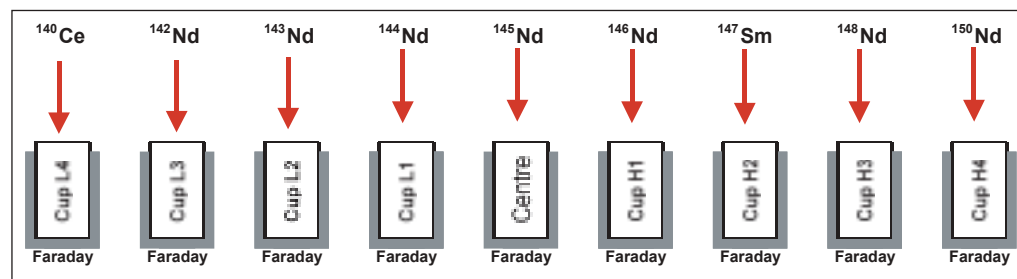 ¹⁴⁰Ce ¹⁴²Nd ¹⁴³Nd ¹⁴⁴Nd ¹⁴⁵Nd ¹⁴⁶Nd ¹⁴⁷Sm ¹⁴⁸Nd ¹⁵⁰Nd
Cup L4 Cup L3 Cup L2 Cup L1 Centre Cup H1 Cup H2 Cup H3 Cup H4
Faraday Faraday Faraday Faraday Faraday Faraday Faraday Faraday Faraday